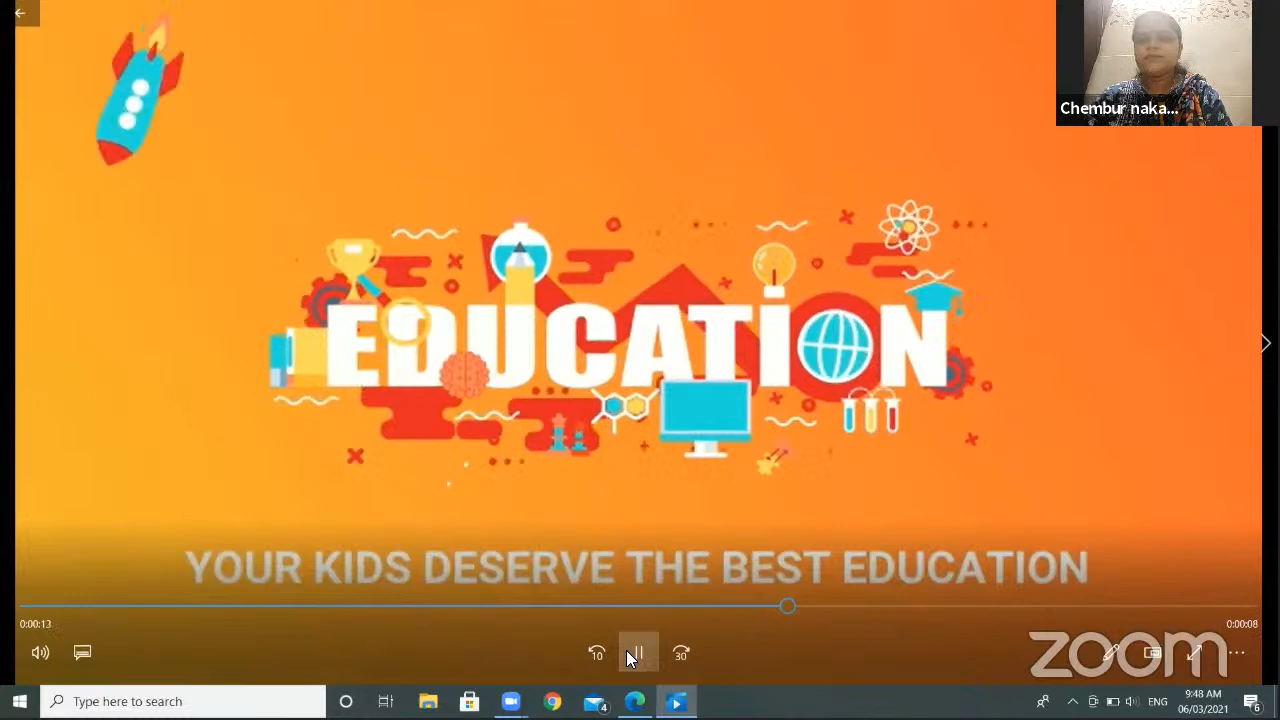 Chembur naka...
EDUCATION
YOUR KIDS DESERVE THE BEST EDUCATION
0:00:13
0:00:08
10
30
zoom
Type here to search
4
ENG
9:48 AM
06/03/2021
6